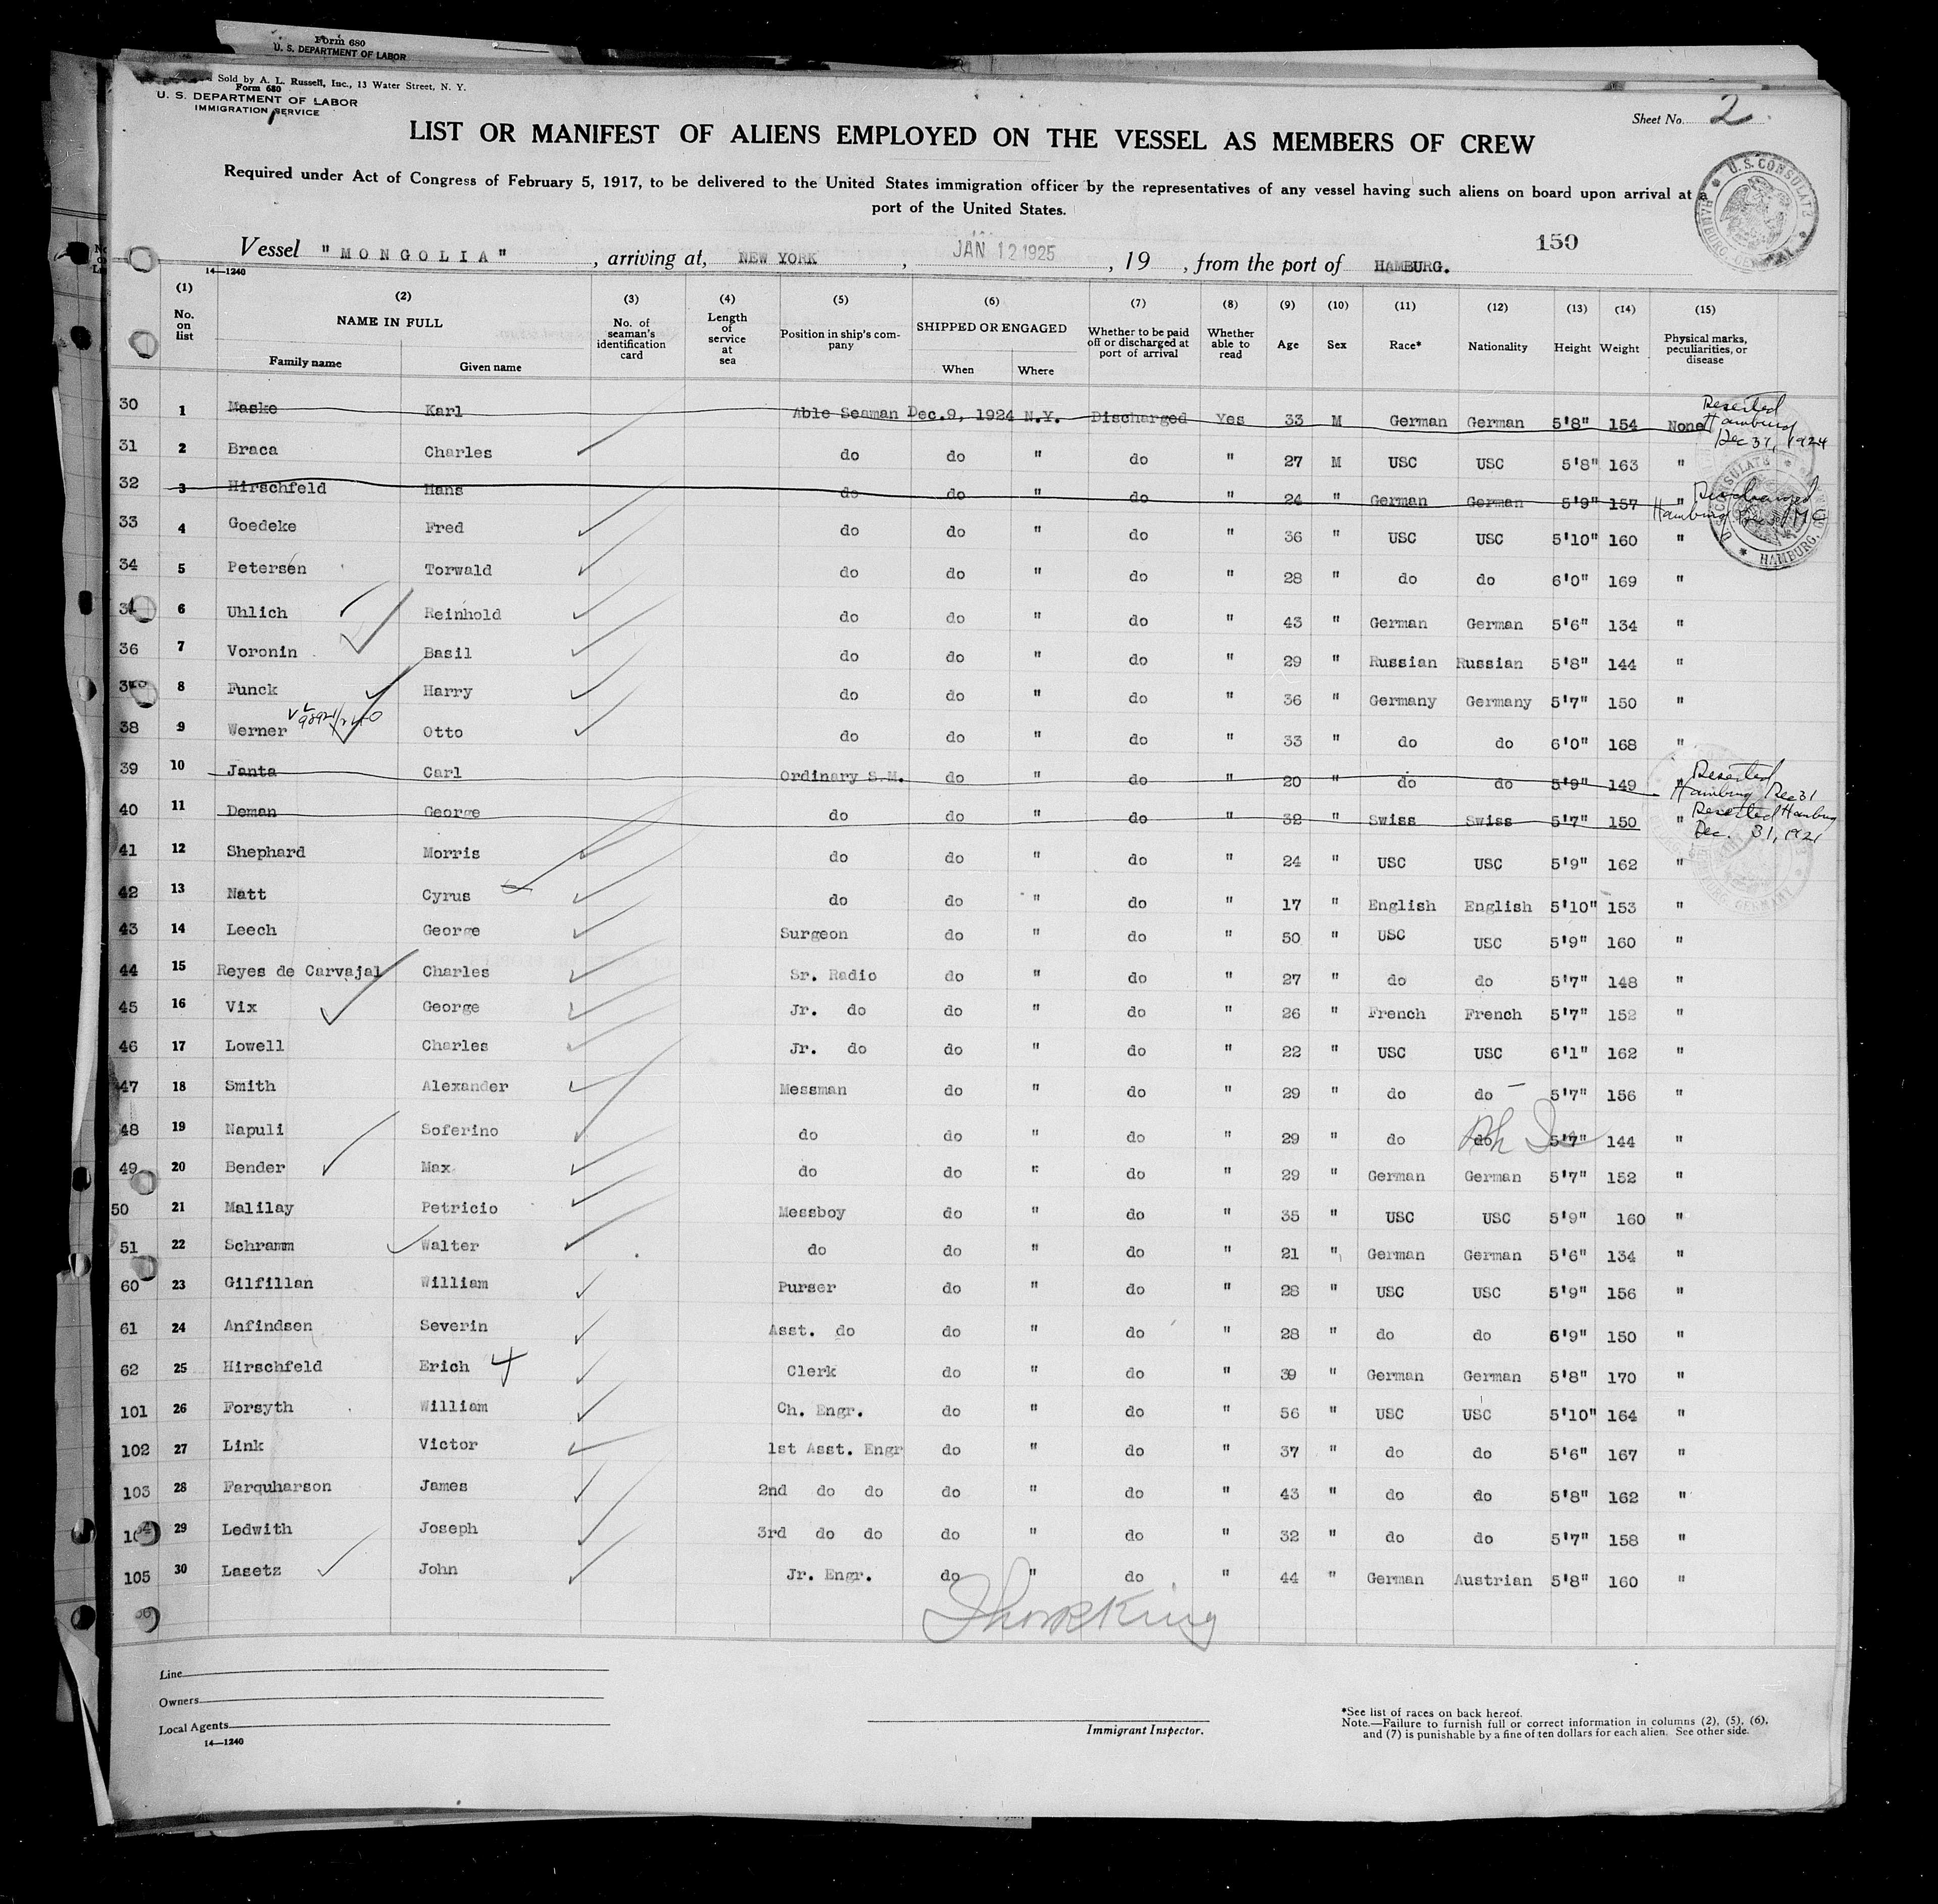 Form 680
U. S. DEPARTMENT OF LABOR
Sold by A. L. Russell, Inc., 13 Water Street, N. Y.
Form 680
U. S. DEPARTMENT OF LABOR
IMMIGRATION SERVICE
Sheet No. 2
LIST OR MANIFEST OF ALIENS EMPLOYED ON THE VESSEL AS MEMBERS OF CREW
Required under Act of Congress of February 5, 1917, to be delivered to the United States immigration officer by the representatives of any vessel having such aliens on board upon arrival at a
port of the United States.
U. S. CONSULATE HAMBURG, GERMANY
150
Vessel "MONGOLIA", arriving at, NEW YORK, JAN 12 1925, 19 , from the port of HAMBURG.
14—1240
(1) (2) (3) (4) (5) (6) (7) (8) (9) (10) (11) (12) (13) (14) (15)
No. on list NAME IN FULL Family name Given name No. of seaman's identification card Length of service at sea Position in ship's company SHIPPED OR ENGAGED When Where Whether to be paid off or discharged at port of arrival Whether able to read Age Sex Race* Nationality Height Weight Physical marks, peculiarities, or disease
30 1 Maske Karl Able Seaman Dec.9, 1924 N.Y. Discharged Yes 33 M German German 5'8" 154 None Deserted Hamburg Dec 31, 1924
31 2 Braca Charles do do " do " 27 M USC USC 5'8" 163 "
32 3 Hirschfeld Hans do do " do " 24 " German German 5'9" 157 " Discharged Hamburg
33 4 Goedeke Fred do do " do " 36 " USC USC 5'10" 160 "
34 5 Petersen Torwald do do " do " 28 " do do 6'0" 169 "
6 Uhlich Reinhold do do " do " 43 " German German 5'6" 134 "
36 7 Voronin Basil do do " do " 29 " Russian Russian 5'8" 144 "
8 Funck Harry do do " do " 36 " Germany Germany 5'7" 150 "
38 9 Werner Otto do do " do " 33 " do do 6'0" 168 "
39 10 Janta Carl Ordinary S.M. do " do " 20 " do do 5'9" 149 " Deserted Hamburg Dec 31
40 11 Deman George do do " do " 32 " Swiss Swiss 5'7" 150 " Deserted Hamburg Dec. 31, 1921
41 12 Shephard Morris do do " do " 24 " USC USC 5'9" 162 "
42 13 Natt Cyrus do do " do " 17 " English English 5'10" 153 "
43 14 Leech George Surgeon do " do " 50 " USC USC 5'9" 160 "
44 15 Reyes de Carvajal Charles Sr. Radio do " do " 27 " do do 5'7" 148 "
45 16 Vix George Jr. do do " do " 26 " French French 5'7" 152 "
46 17 Lowell Charles Jr. do do " do " 22 " USC USC 6'1" 162 "
47 18 Smith Alexander Messman do " do " 29 " do do 5'7" 156 "
48 19 Napuli Soferino do do " do " 29 " do do 5'7" 144 "
49 20 Bender Max do do " do " 29 " German German 5'7" 152 "
50 21 Malilay Petricio Messboy do " do " 35 " USC USC 5'9" 160 "
51 22 Schramm Walter do do " do " 21 " German German 5'6" 134 "
60 23 Gilfillan William Purser do " do " 28 " USC USC 5'9" 156 "
61 24 Anfindsen Severin Asst. do do " do " 28 " do do 6'9" 150 "
62 25 Hirschfeld Erich Clerk do " do " 39 " German German 5'8" 170 "
101 26 Forsyth William Ch. Engr. do " do " 56 " USC USC 5'10" 164 "
102 27 Link Victor 1st Asst. Engr do " do " 37 " do do 5'6" 167 "
103 28 Farquharson James 2nd do do do " do " 43 " do do 5'8" 162 "
29 Ledwith Joseph 3rd do do do " do " 32 " do do 5'7" 158 "
105 30 Lasetz John Jr. Engr. do " do " 44 " German Austrian 5'8" 160 "
Line
Owners
Local Agents
14—1240
Immigrant Inspector.
*See list of races on back hereof.
Note.—Failure to furnish full or correct information in columns (2), (5), (6),
and (7) is punishable by a fine of ten dollars for each alien. See other side.